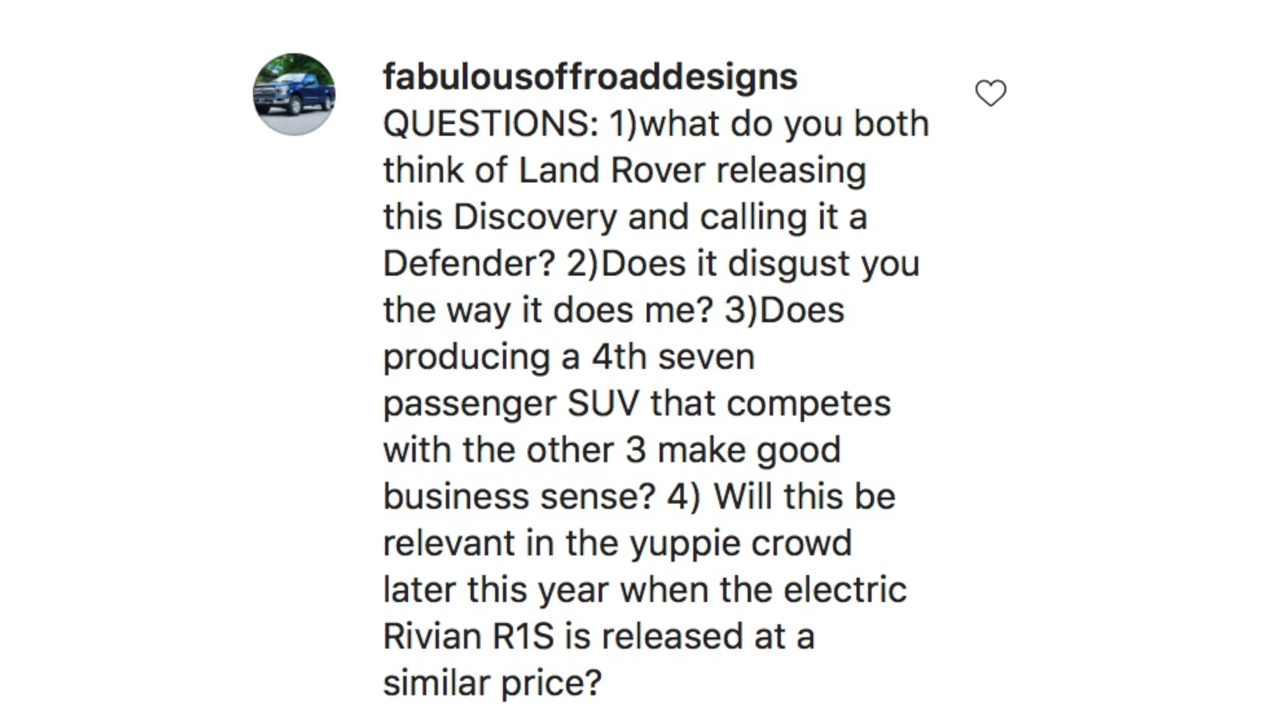 fabulousoffroaddesigns
QUESTIONS: 1)what do you both
think of Land Rover releasing
this Discovery and calling it a
Defender? 2)Does it disgust you
the way it does me? 3)Does
producing a 4th seven
passenger SUV that competes
with the other 3 make good
business sense? 4) Will this be
relevant in the yuppie crowd
later this year when the electric
Rivian R1S is released at a
similar price?